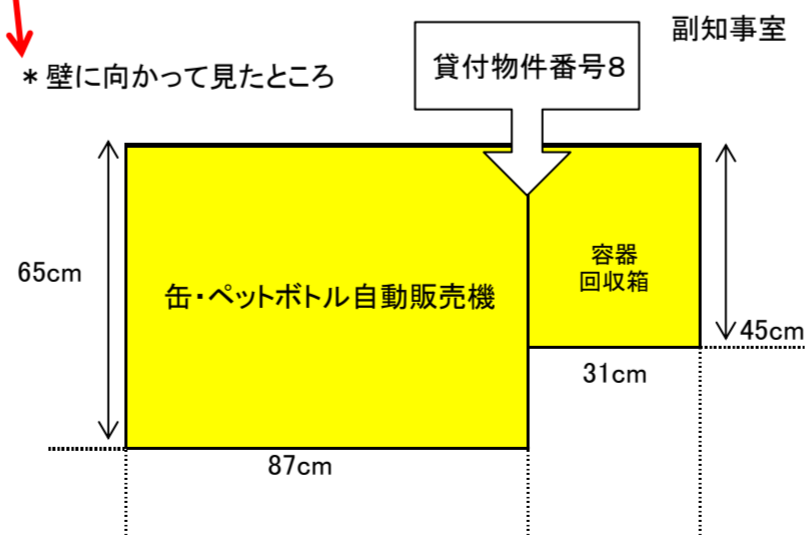 副知事室
貸付物件番号8
*壁に向かって見たところ
65cm
缶・ペットボトル自動販売機
容器
回収箱
45cm
31cm
87cm